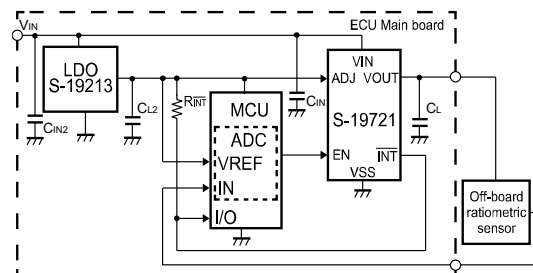 ECU Main board
VIN
LDO
S-19213
CIN2
CL2
RINT
MCU
ADC
VREF
IN
I/O
CIN
VIN
ADJ VOUT
S-19721
EN INT
VSS
CL
Off-board
ratiometric
sensor